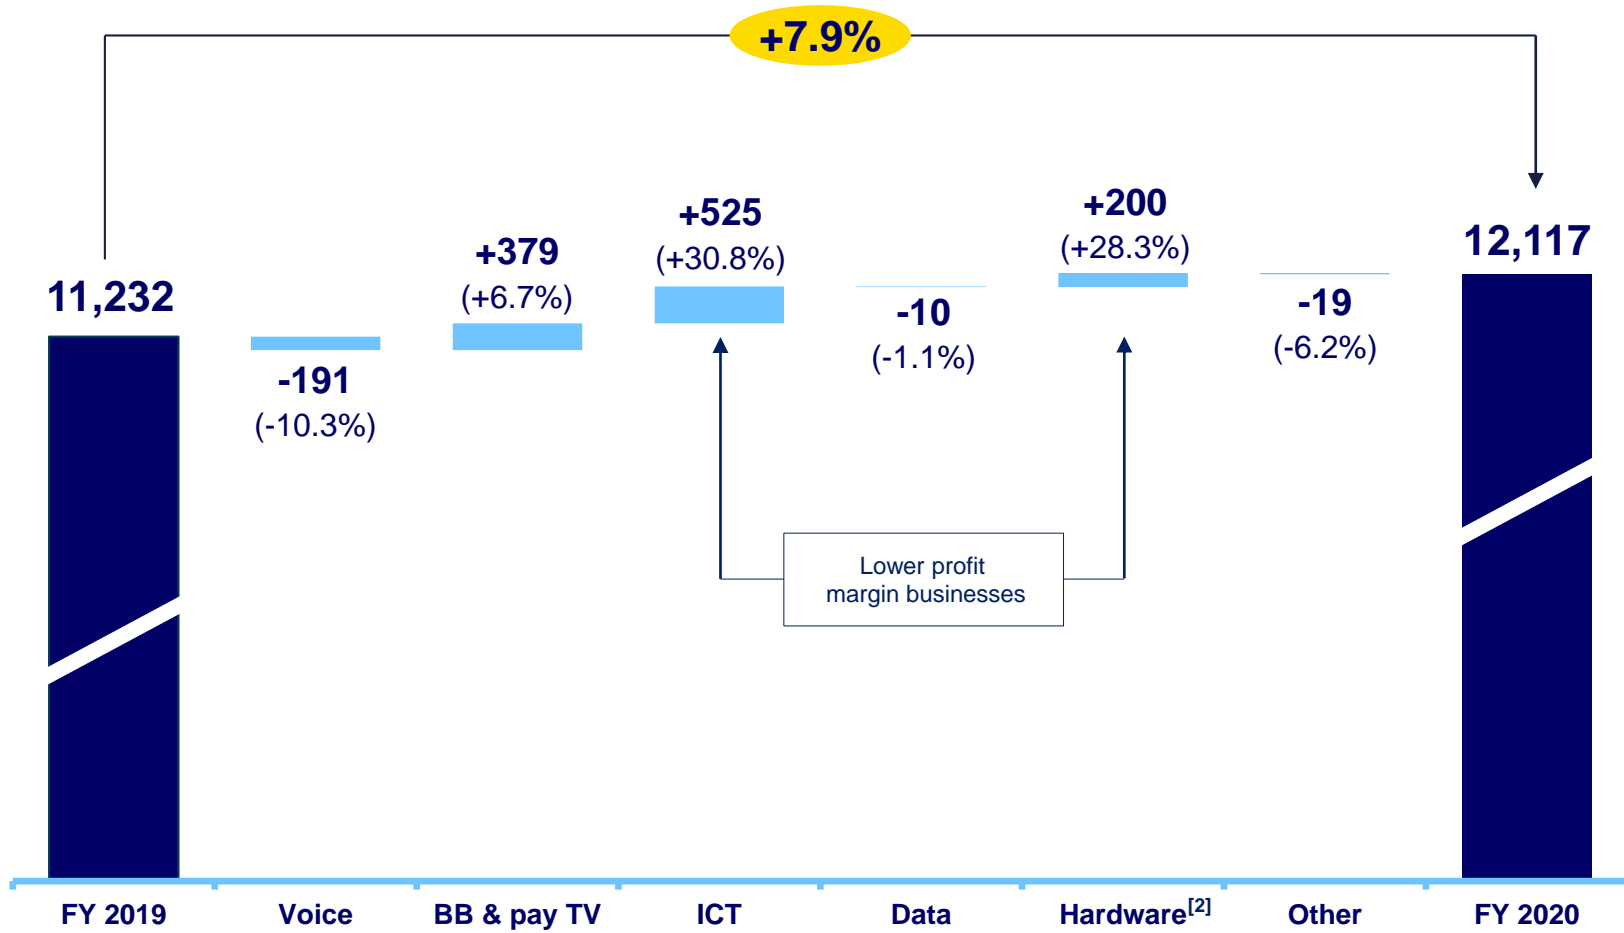 +7.9%
11,232
-191
(-10.3%)
+379
(+6.7%)
+525
(+30.8%)
-10
(-1.1%)
+200
(+28.3%)
-19
(-6.2%)
12,117
Lower profit
margin businesses
FY 2019
Voice
BB & pay TV
ICT
Data
Hardware[2]
Other
FY 2020